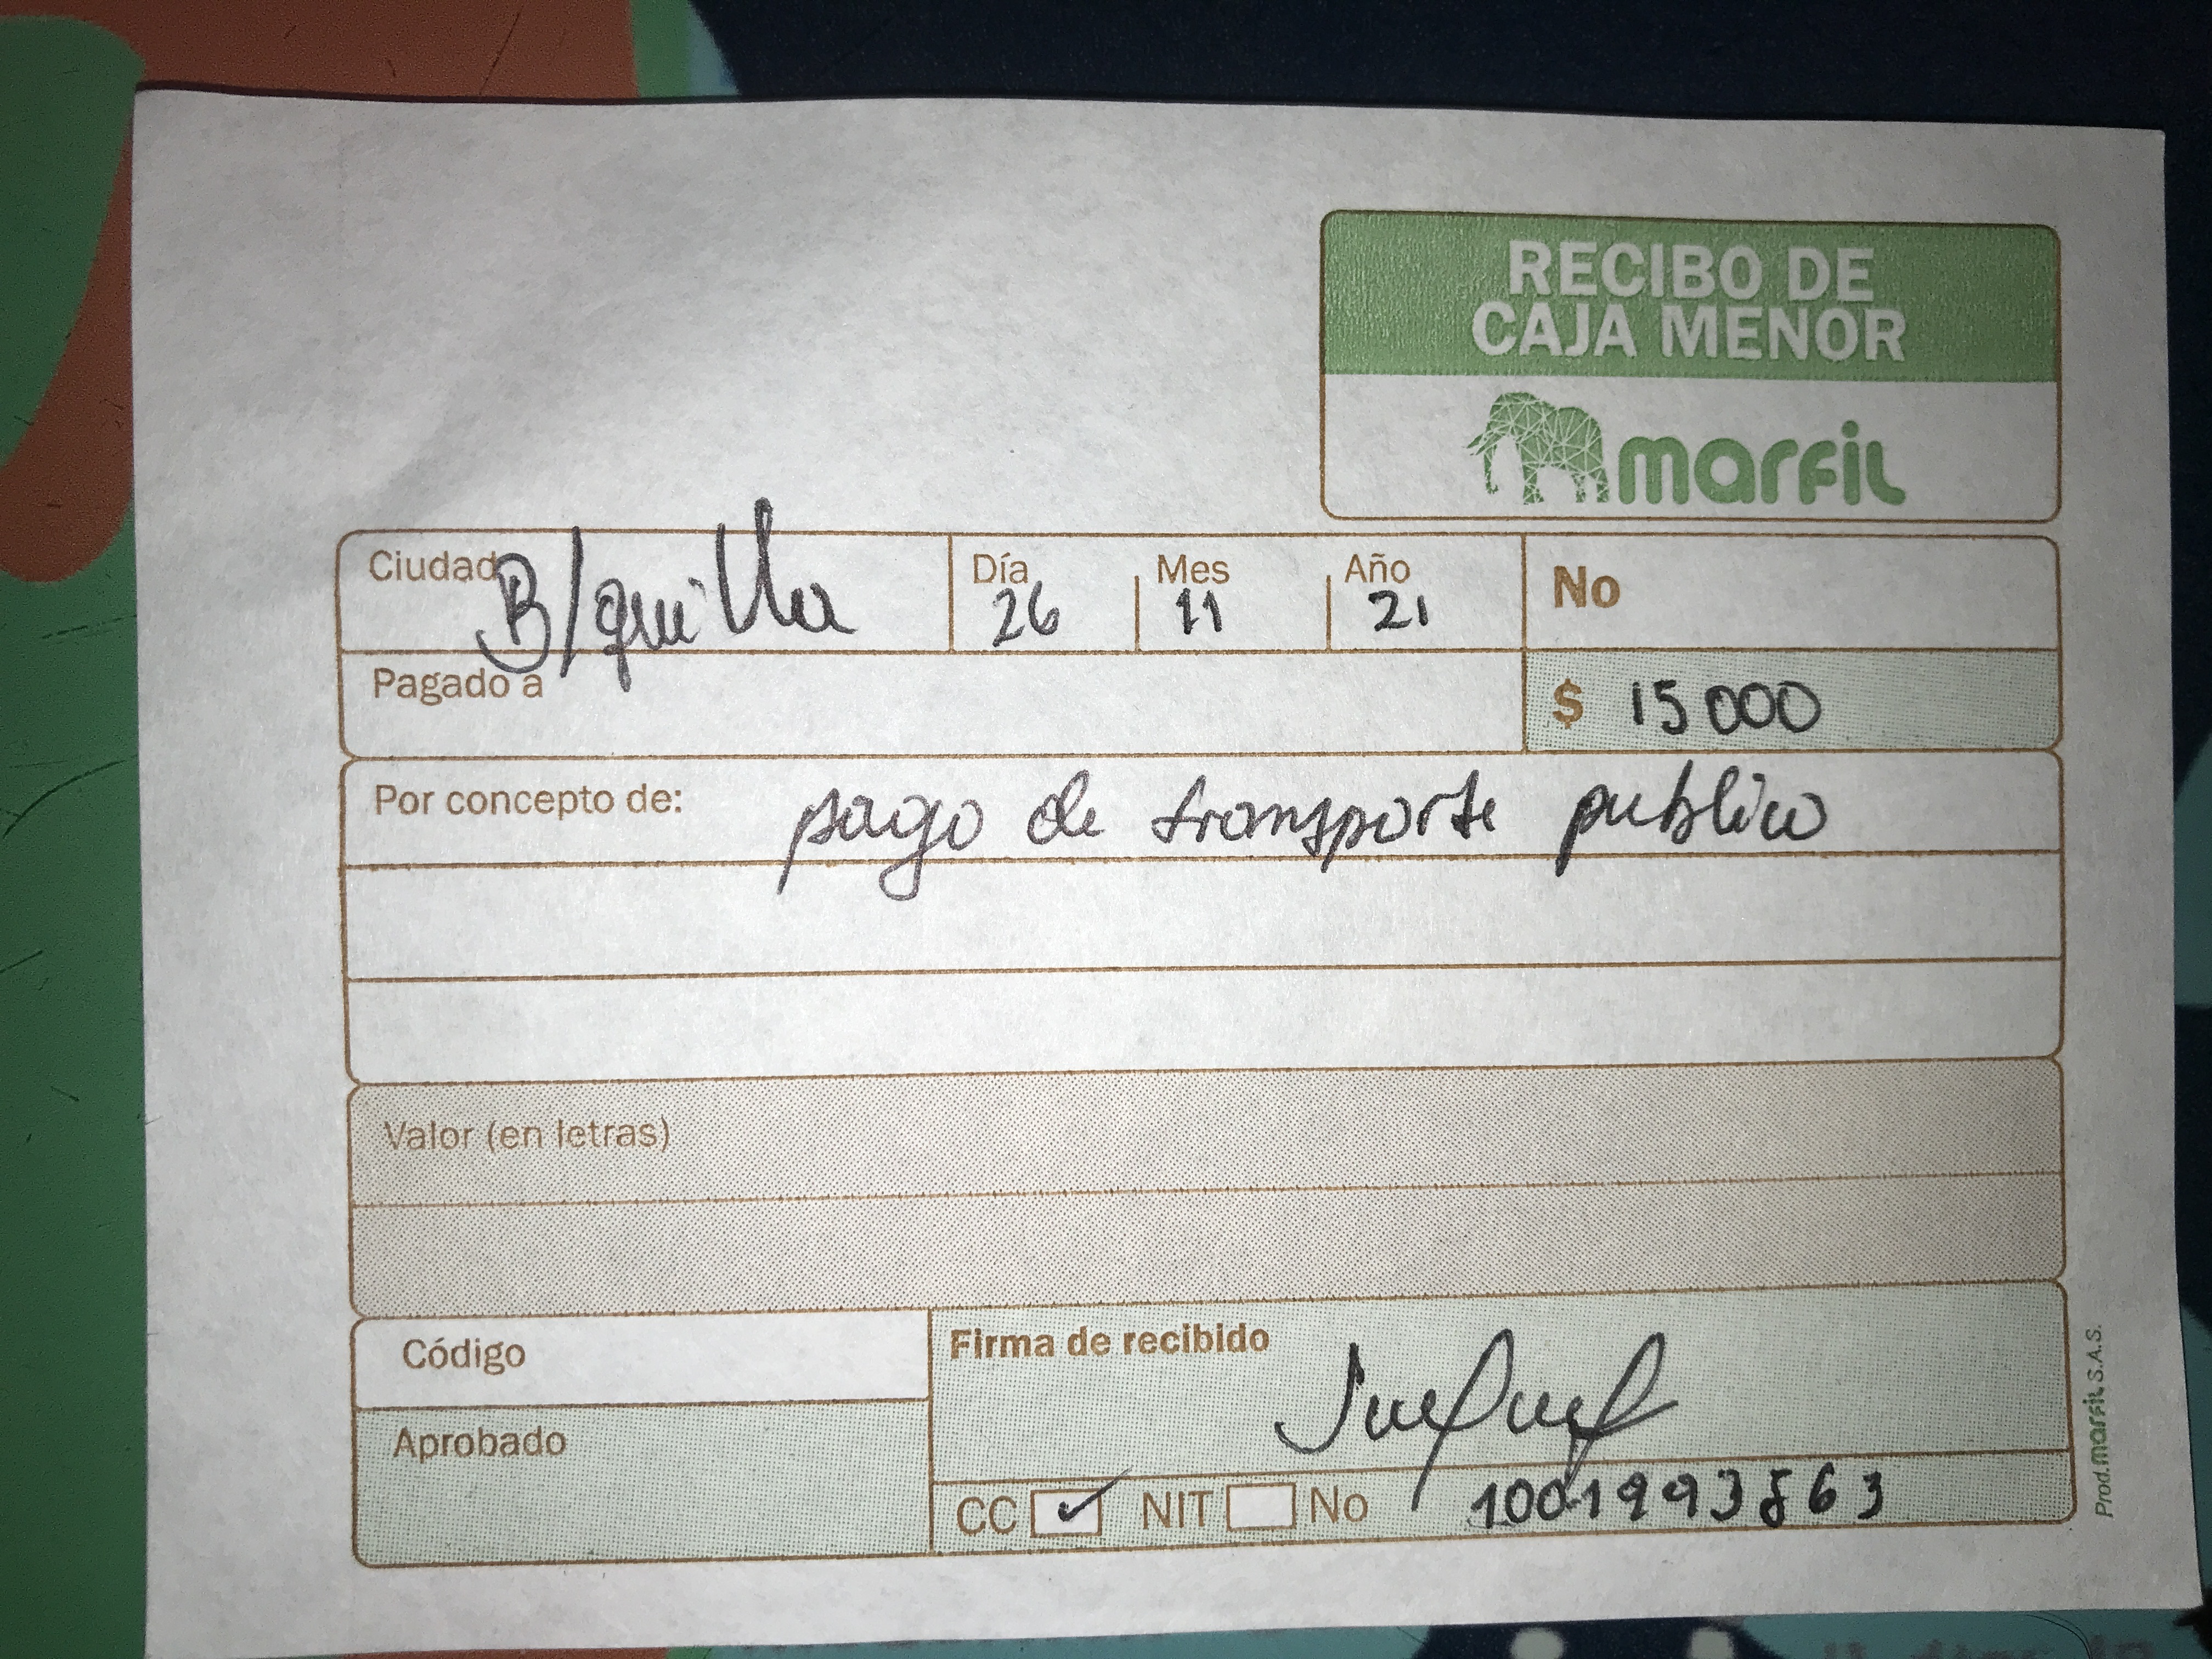 RECIBO DE
CAJA MENOR
marfil
Ciudad B/quilla Día 26 Mes 11 Año 21 No
Pagado a $ 15000
Por concepto de: pago de transporte publico
Valor (en letras)
Código
Firma de recibido
Aprobado
CC ✓ NIT No 1001993863
Prod. marfil S.A.S.